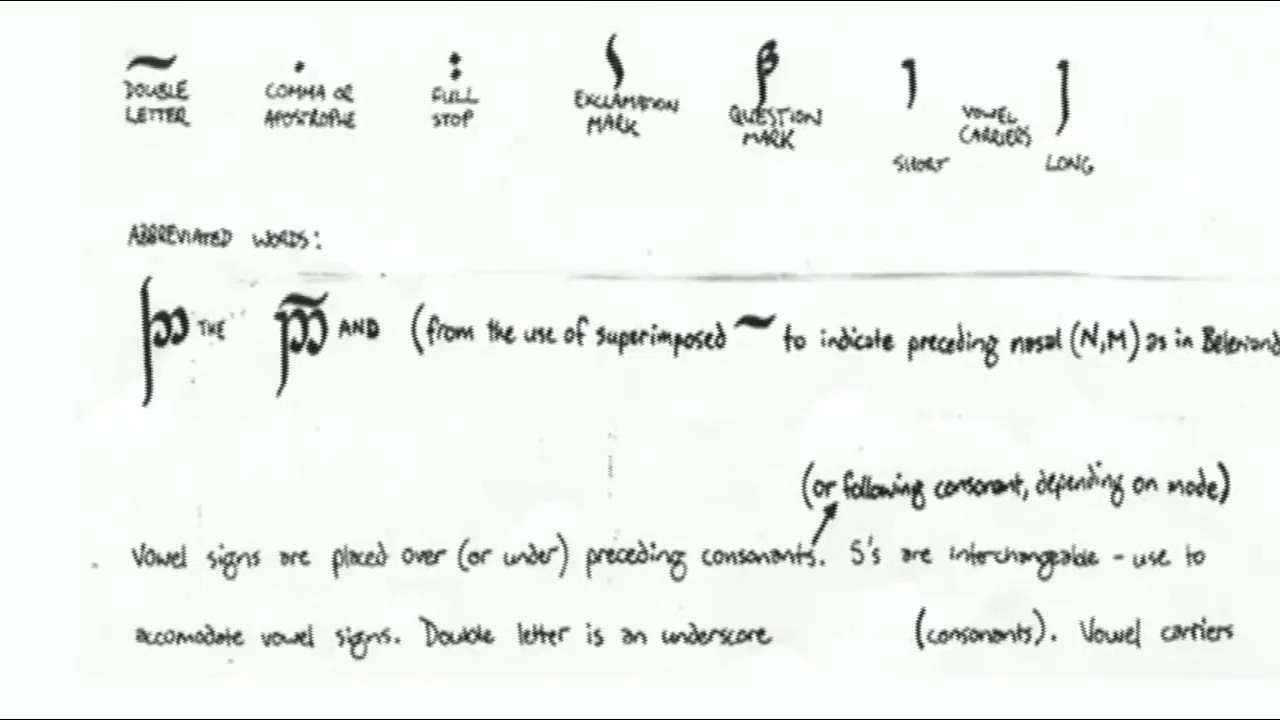 DOUBLE LETTER
COMMA OR APOSTROPHE
FULL STOP
EXCLAMATION MARK
QUESTION MARK
VOWEL CARRIERS
SHORT
LONG
ABBREVIATED WORDS:
THE AND (from the use of superimposed ~ to indicate preceding nasal (N,M) as in Beleriand
(or following consonant, depending on mode)
Vowel signs are placed over (or under) preceding consonants. S's are interchangeable - use to
accomodate vowel signs. Double letter is an underscore (consonants). Vowel carriers